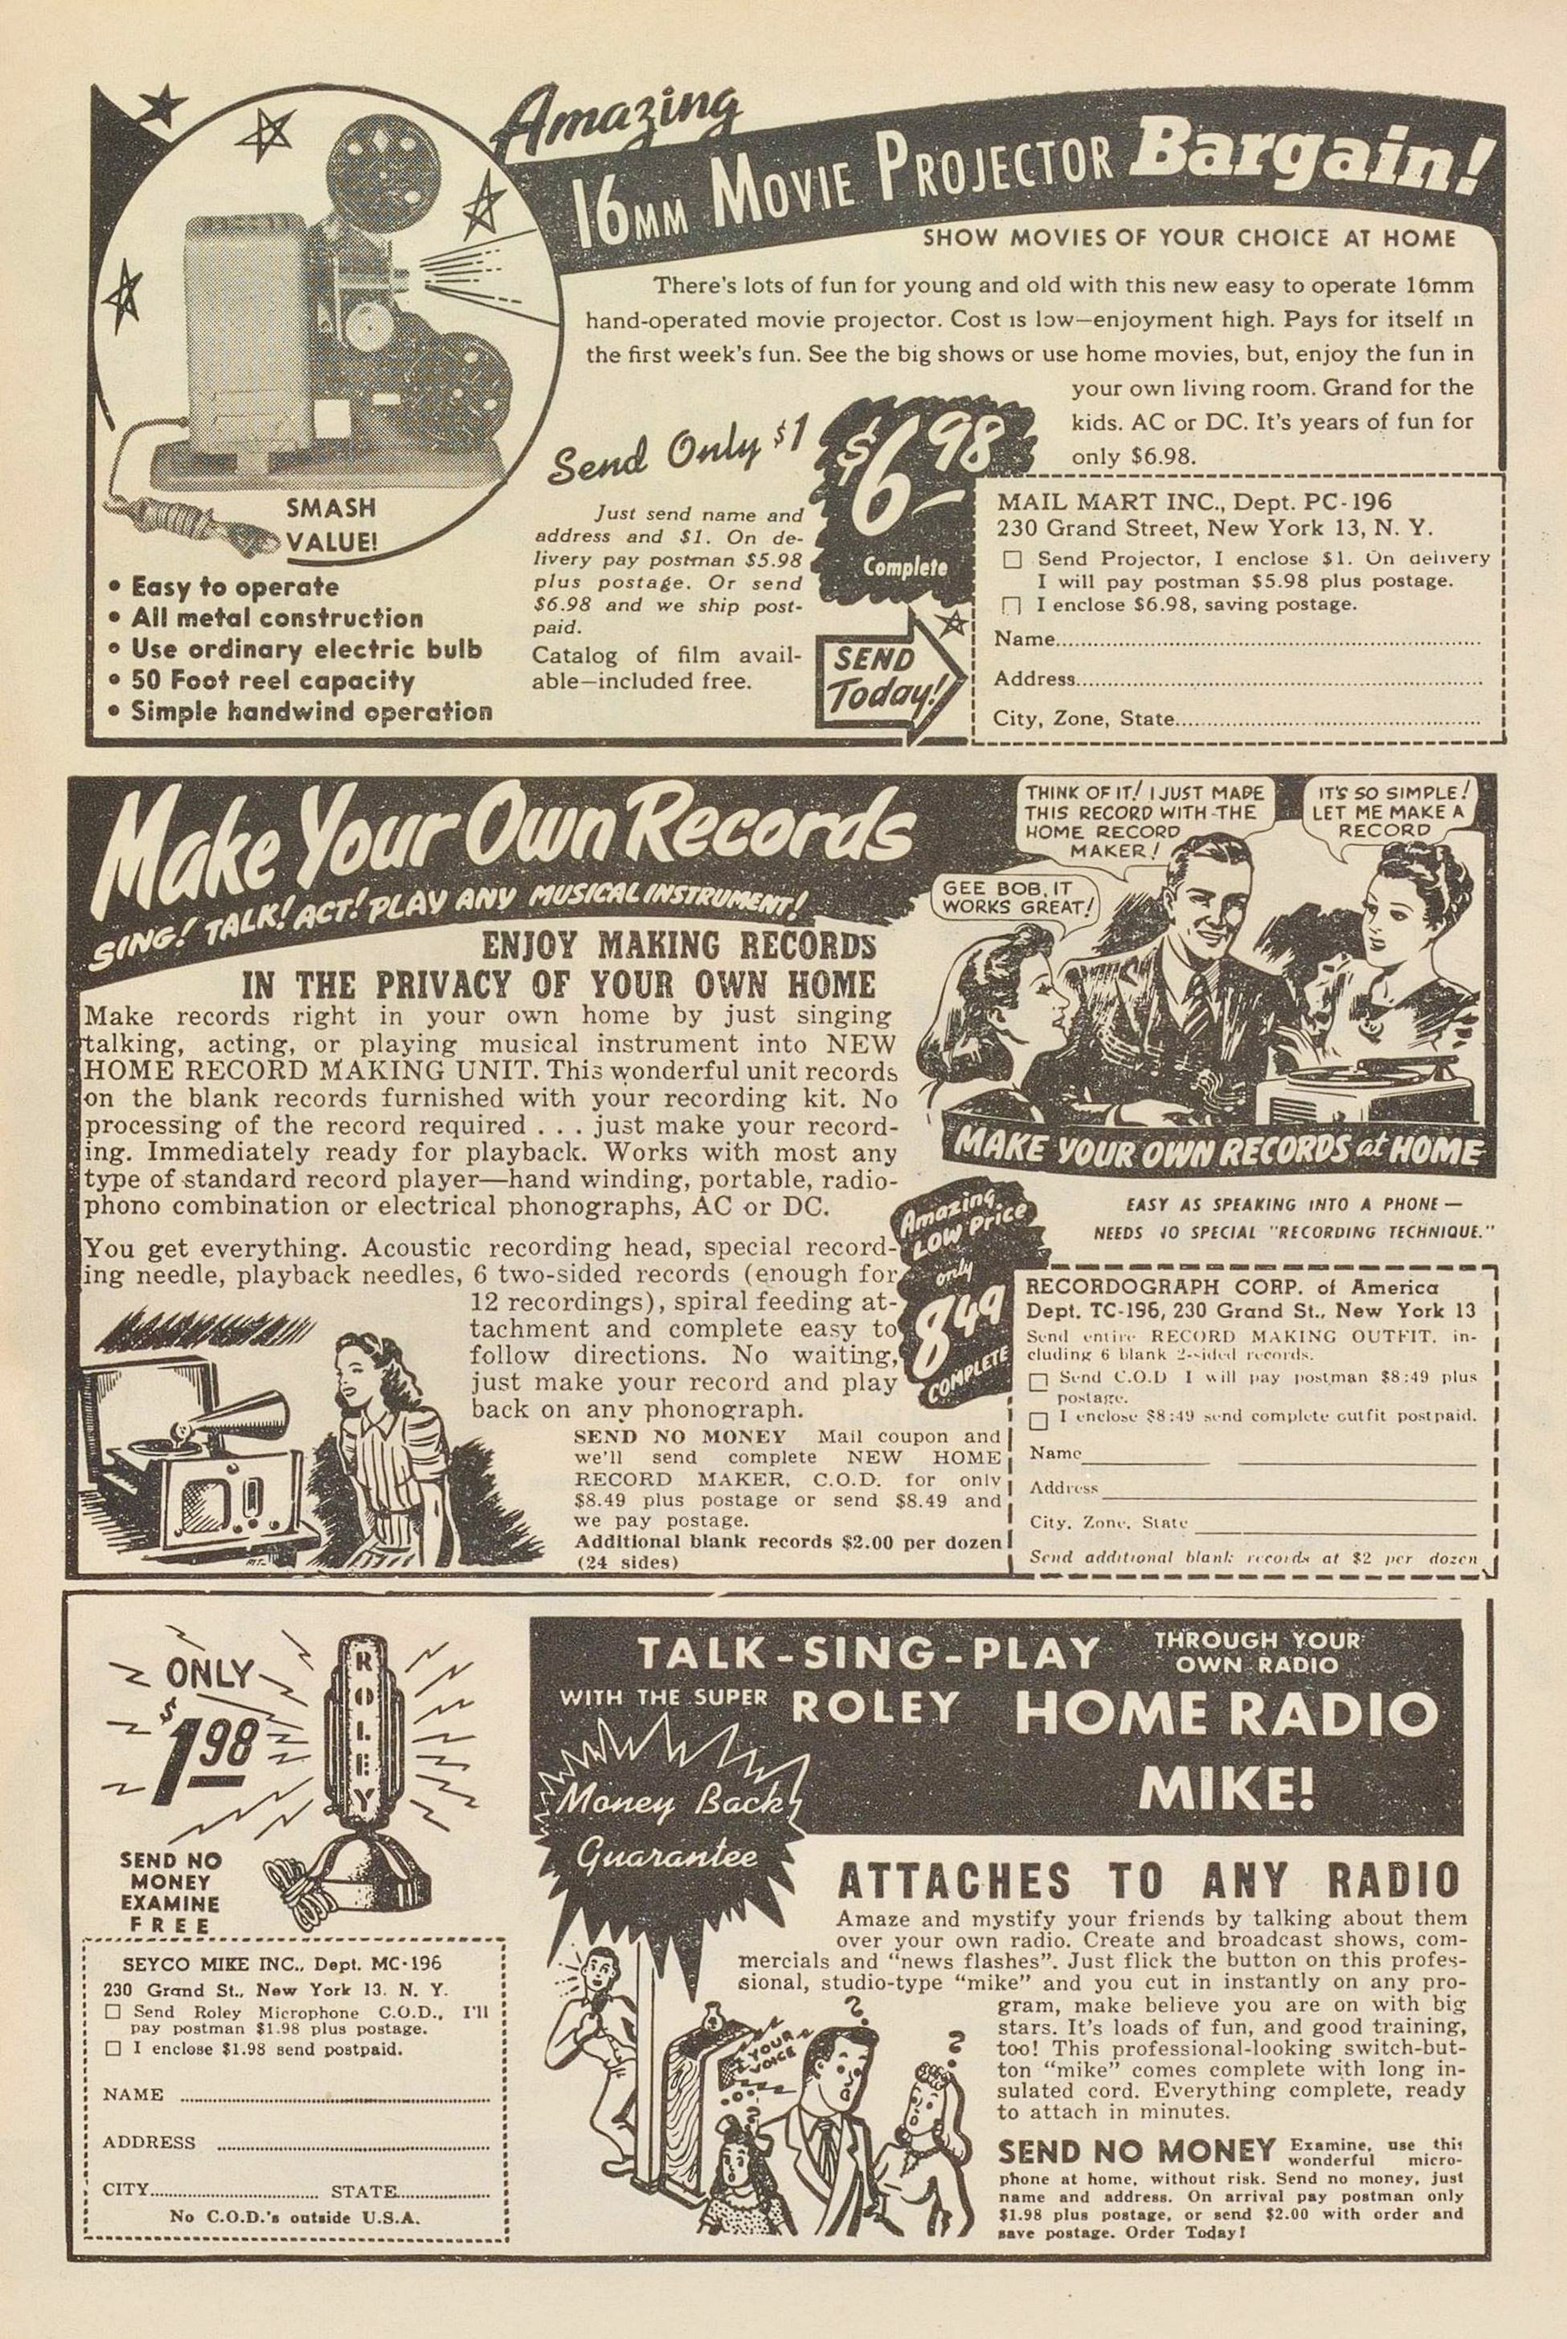 Amazing
16MM MOVIE PROJECTOR Bargain!
SHOW MOVIES OF YOUR CHOICE AT HOME
There's lots of fun for young and old with this new easy to operate 16mm
hand-operated movie projector. Cost is low—enjoyment high. Pays for itself in
the first week's fun. See the big shows or use home movies, but, enjoy the fun in
your own living room. Grand for the
kids. AC or DC. It's years of fun for
only $6.98.
SMASH
VALUE!
• Easy to operate
• All metal construction
• Use ordinary electric bulb
• 50 Foot reel capacity
• Simple handwind operation
Send Only $1
Just send name and
address and $1. On de-
livery pay postman $5.98
plus postage. Or send
$6.98 and we ship post-
paid.
Catalog of film avail-
able—included free.
$6.98
Complete
SEND
Today!
MAIL MART INC., Dept. PC-196
230 Grand Street, New York 13, N. Y.
☐ Send Projector, I enclose $1. On delivery
I will pay postman $5.98 plus postage.
☐ I enclose $6.98, saving postage.
Name
Address
City, Zone, State
Make Your Own Records
SING! TALK! ACT! PLAY ANY MUSICAL INSTRUMENT!
THINK OF IT! I JUST MADE
THIS RECORD WITH THE
HOME RECORD
MAKER!
IT'S SO SIMPLE!
LET ME MAKE A
RECORD
GEE BOB, IT
WORKS GREAT!
ENJOY MAKING RECORDS
IN THE PRIVACY OF YOUR OWN HOME
Make records right in your own home by just singing
talking, acting, or playing musical instrument into NEW
HOME RECORD MAKING UNIT. This wonderful unit records
on the blank records furnished with your recording kit. No
processing of the record required . . . just make your record-
ing. Immediately ready for playback. Works with most any
type of standard record player—hand winding, portable, radio-
phono combination or electrical phonographs, AC or DC.
You get everything. Acoustic recording head, special record-
ing needle, playback needles, 6 two-sided records (enough for
12 recordings), spiral feeding at-
tachment and complete easy to
follow directions. No waiting,
just make your record and play
back on any phonograph.
SEND NO MONEY Mail coupon and
we'll send complete NEW HOME
RECORD MAKER, C.O.D. for only
$8.49 plus postage or send $8.49 and
we pay postage.
Additional blank records $2.00 per dozen
(24 sides)
MAKE YOUR OWN RECORDS at HOME
Amazing
LOW Price
only
8.49
COMPLETE
EASY AS SPEAKING INTO A PHONE —
NEEDS NO SPECIAL "RECORDING TECHNIQUE."
RECORDOGRAPH CORP. of America
Dept. TC-196, 230 Grand St., New York 13
Send entire RECORD MAKING OUTFIT, in-
cluding 6 blank 2-sided records.
☐ Send C.O.D I will pay postman $8:49 plus
postage.
☐ I enclose $8:49 send complete outfit postpaid.
Name
Address
City, Zone, State
Send additional blank records at $2 per dozen
ONLY
$1.98
ROLEY
SEND NO
MONEY
EXAMINE
FREE
SEYCO MIKE INC., Dept. MC-196
230 Grand St., New York 13. N. Y.
☐ Send Roley Microphone C.O.D., I'll
pay postman $1.98 plus postage.
☐ I enclose $1.98 send postpaid.
NAME
ADDRESS
CITY STATE
No C.O.D.'s outside U.S.A.
TALK-SING-PLAY THROUGH YOUR
OWN RADIO
WITH THE SUPER ROLEY HOME RADIO
MIKE!
Money Back
Guarantee
ATTACHES TO ANY RADIO
Amaze and mystify your friends by talking about them
over your own radio. Create and broadcast shows, com-
mercials and "news flashes". Just flick the button on this profes-
sional, studio-type "mike" and you cut in instantly on any pro-
gram, make believe you are on with big
stars. It's loads of fun, and good training,
too! This professional-looking switch-but-
ton "mike" comes complete with long in-
sulated cord. Everything complete, ready
to attach in minutes.
YOUR
VOICE
SEND NO MONEY Examine, use this
wonderful micro-
phone at home, without risk. Send no money, just
name and address. On arrival pay postman only
$1.98 plus postage, or send $2.00 with order and
save postage. Order Today!